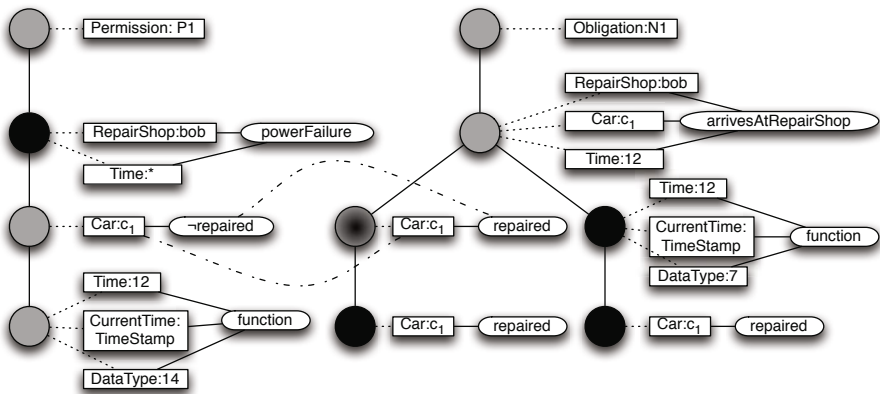 Permission: P1
RepairShop:bob
powerFailure
Time:*
Car:c₁
¬repaired
Time:12
CurrentTime:
TimeStamp
function
DataType:14
Obligation:N1
RepairShop:bob
Car:c₁
arrivesAtRepairShop
Time:12
Car:c₁
repaired
Time:12
CurrentTime:
TimeStamp
function
DataType:7
Car:c₁
repaired
Car:c₁
repaired